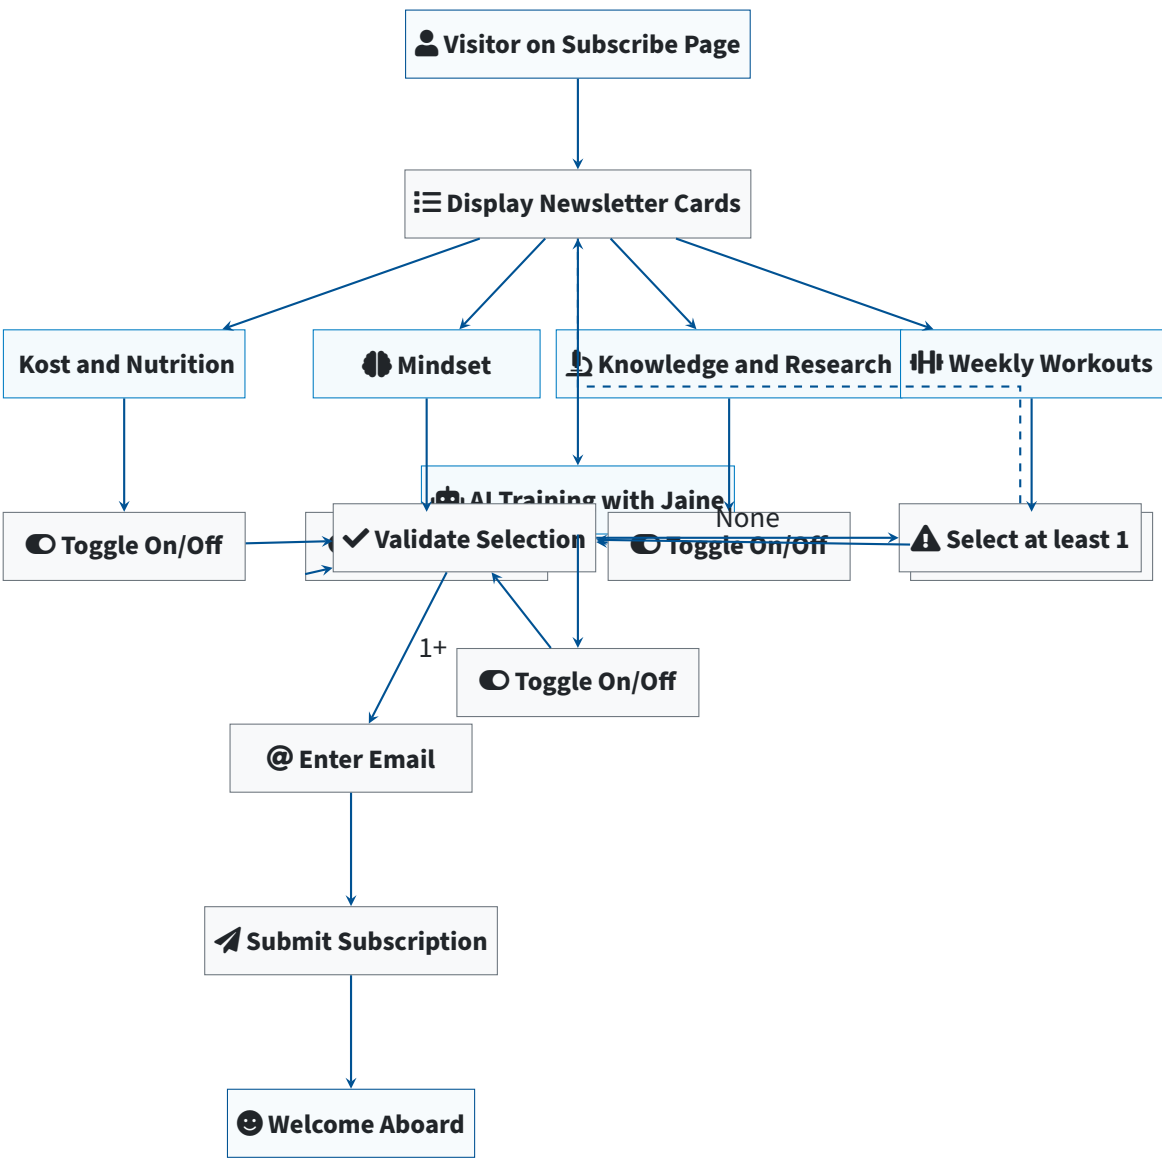 Visitor on Subscribe Page
Display Newsletter Cards
Kost and Nutrition
Mindset
Knowledge and Research
Weekly Workouts
AI Training with Jaine
None
Toggle On/Off
Validate Selection
Toggle On/Off
Select at least 1
1+
Toggle On/Off
@ Enter Email
Submit Subscription
Welcome Aboard